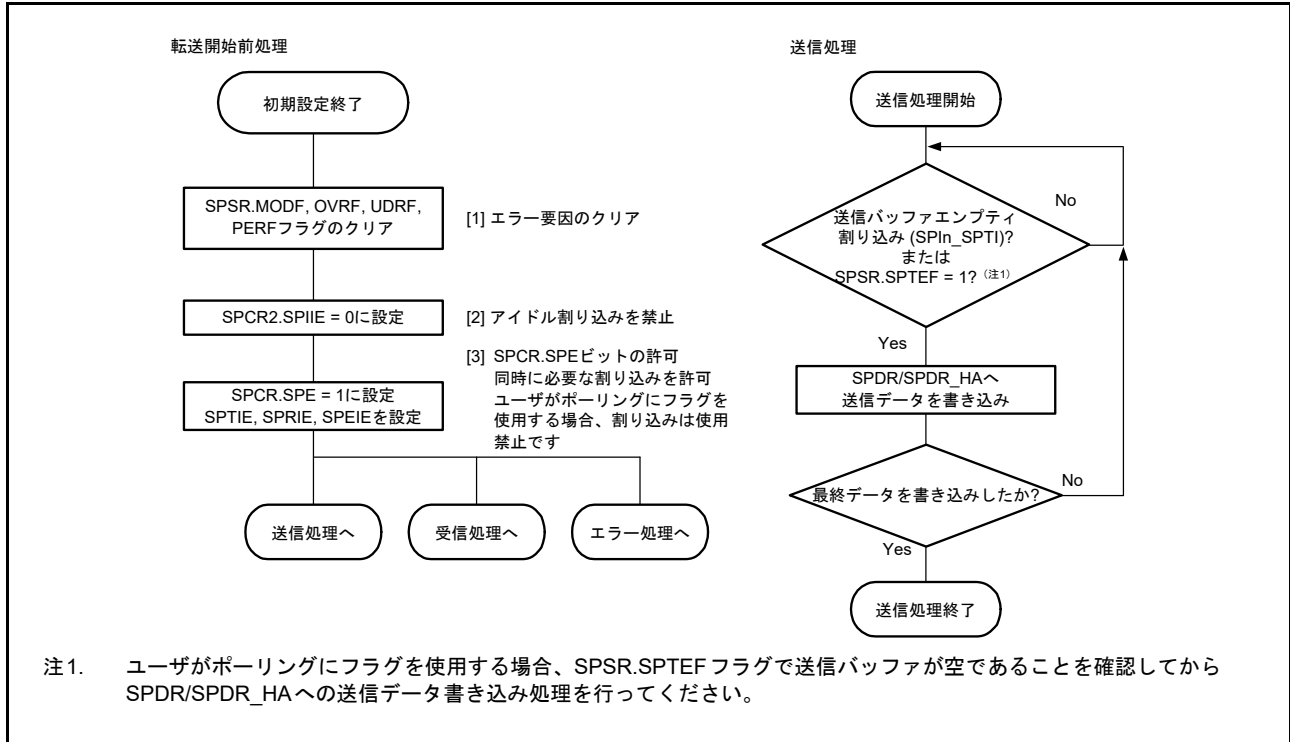 転送開始前処理
初期設定終了
SPSR.MODF, OVRF, UDRF,
PERFフラグのクリア
[1] エラー要因のクリア
SPCR2.SPIIE = 0に設定
[2] アイドル割り込みを禁止
SPCR.SPE = 1に設定
SPTIE, SPRIE, SPEIEを設定
[3] SPCR.SPEビットの許可
同時に必要な割り込みを許可
ユーザがポーリングにフラグを
使用する場合、割り込みは使用
禁止です
送信処理へ
受信処理へ
エラー処理へ
送信処理
送信処理開始
送信バッファエンプティ
割り込み (SPIn_SPTI)?
または
SPSR.SPTEF = 1? (注1)
No
Yes
SPDR/SPDR_HAへ
送信データを書き込み
最終データを書き込みしたか?
No
Yes
送信処理終了
注1. ユーザがポーリングにフラグを使用する場合、SPSR.SPTEFフラグで送信バッファが空であることを確認してから
SPDR/SPDR_HAへの送信データ書き込み処理を行ってください。